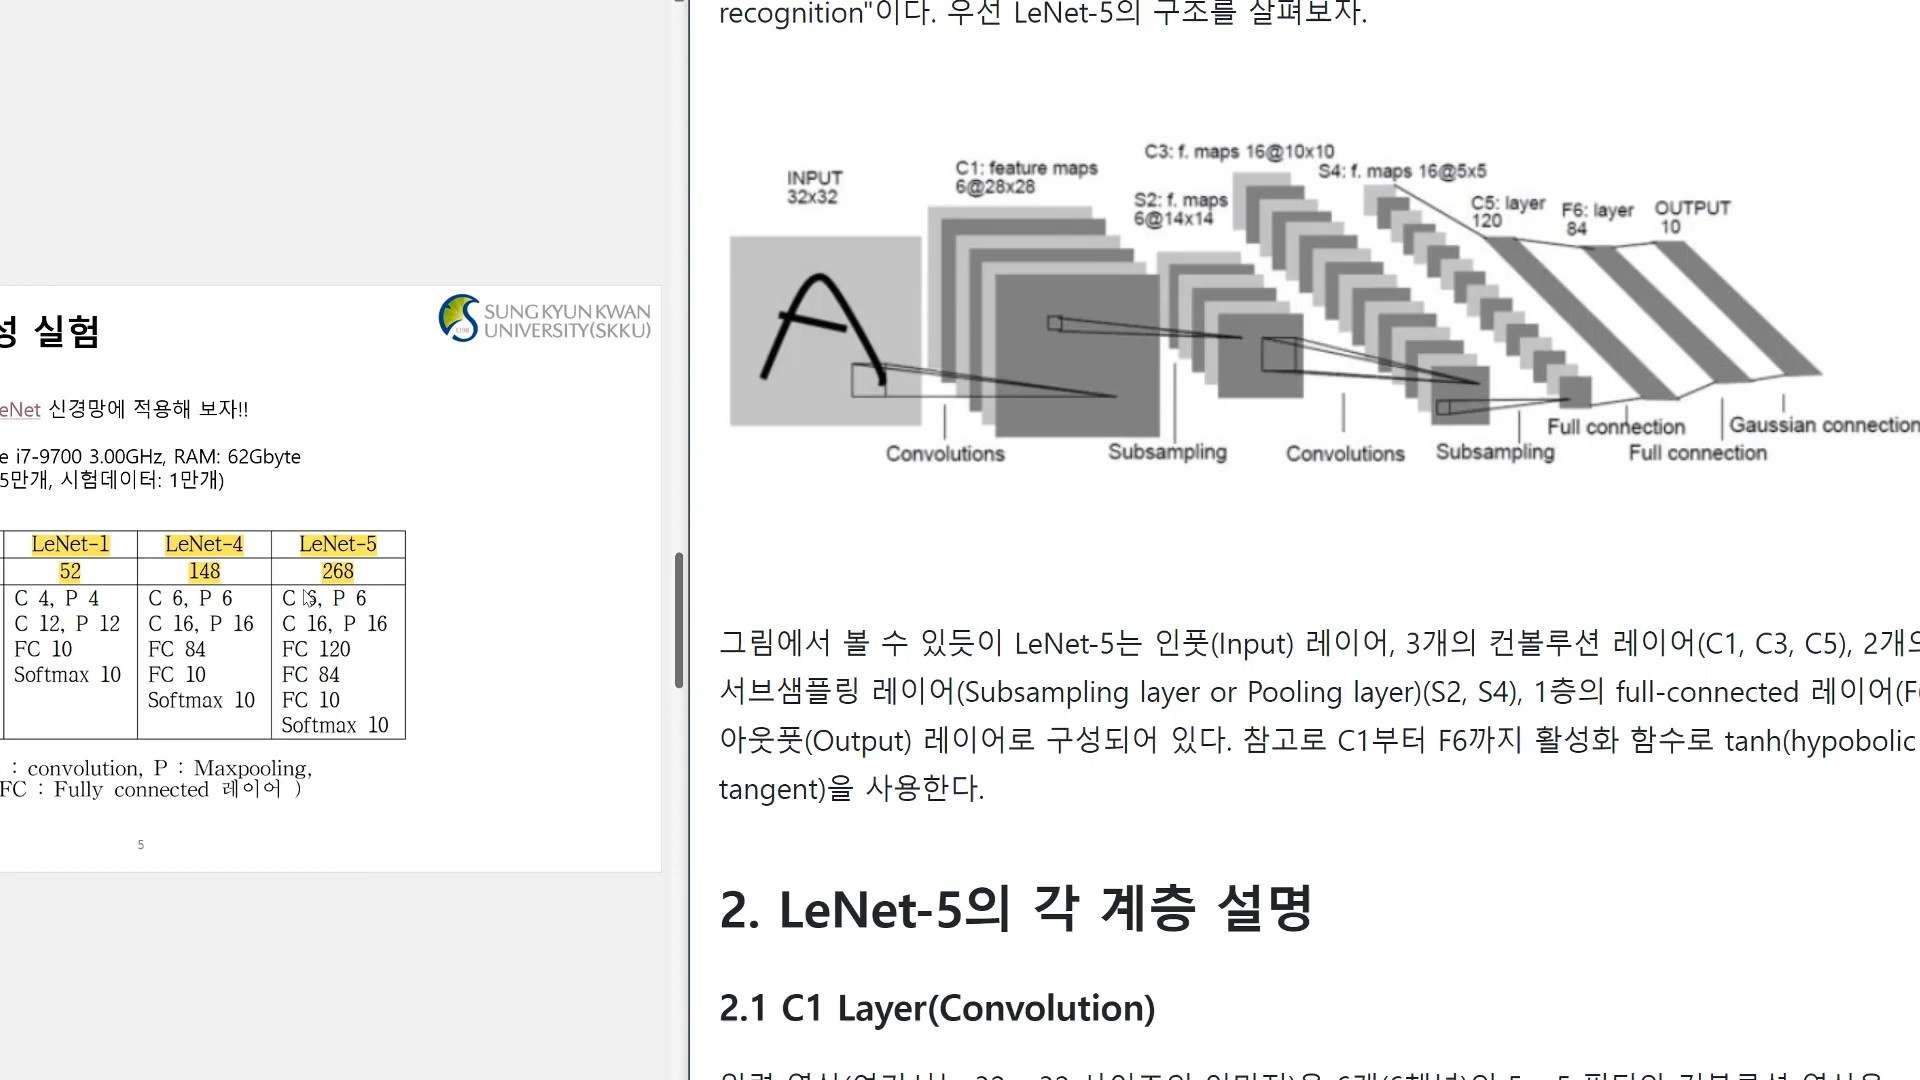 성 실험
SUNG KYUN KWAN
UNIVERSITY(SKKU)
1398
eNet 신경망에 적용해 보자!!
e i7-9700 3.00GHz, RAM: 62Gbyte
5만개, 시험데이터: 1만개)
LeNet-1 LeNet-4 LeNet-5
52 148 268
C 4, P 4 C 6, P 6 C 6, P 6
C 12, P 12 C 16, P 16 C 16, P 16
FC 10 FC 84 FC 120
Softmax 10 FC 10 FC 84
Softmax 10 FC 10
Softmax 10
: convolution, P : Maxpooling,
FC : Fully connected 레이어 )
5
recognition"이다. 우선 LeNet-5의 구조를 살펴보자.
INPUT
32x32
C1: feature maps
6@28x28
S2: f. maps
6@14x14
C3: f. maps 16@10x10
S4: f. maps 16@5x5
C5: layer
120
F6: layer
84
OUTPUT
10
Convolutions
Subsampling
Convolutions
Subsampling
Full connection
Full connection
Gaussian connection
그림에서 볼 수 있듯이 LeNet-5는 인풋(Input) 레이어, 3개의 컨볼루션 레이어(C1, C3, C5), 2개의
서브샘플링 레이어(Subsampling layer or Pooling layer)(S2, S4), 1층의 full-connected 레이어(F6
아웃풋(Output) 레이어로 구성되어 있다. 참고로 C1부터 F6까지 활성화 함수로 tanh(hypobolic
tangent)을 사용한다.
2. LeNet-5의 각 계층 설명
2.1 C1 Layer(Convolution)